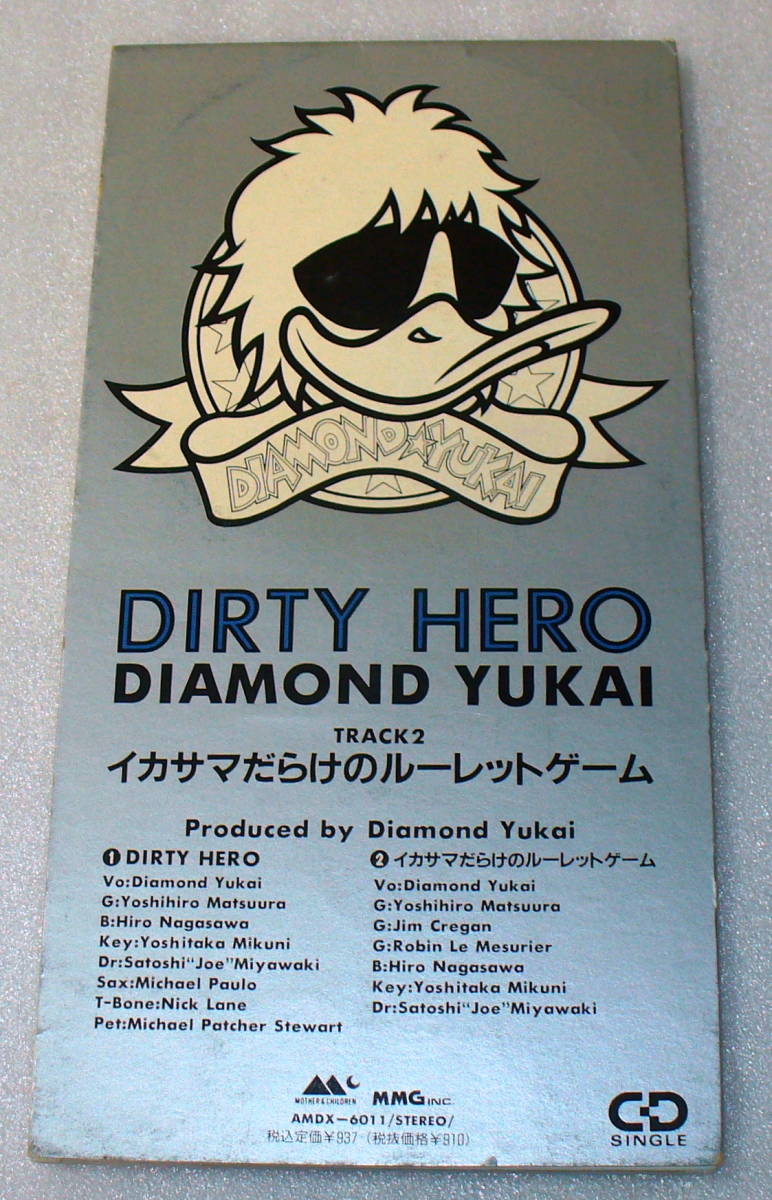 DIAMOND★YUKAI
DIRTY HERO
DIAMOND YUKAI
TRACK2
イカサマだらけのルーレットゲーム
Produced by Diamond Yukai
❶DIRTY HERO
Vo:Diamond Yukai
G:Yoshihiro Matsuura
B:Hiro Nagasawa
Key:Yoshitaka Mikuni
Dr:Satoshi“Joe”Miyawaki
Sax:Michael Paulo
T-Bone:Nick Lane
Pet:Michael Patcher Stewart
❷イカサマだらけのルーレットゲーム
Vo:Diamond Yukai
G:Yoshihiro Matsuura
G:Jim Cregan
G:Robin Le Mesurier
B:Hiro Nagasawa
Key:Yoshitaka Mikuni
Dr:Satoshi“Joe”Miyawaki
MOTHER&CHILDREN MMG INC.
AMDX-6011/STEREO/
税込定価¥937（税抜価格¥910）
CD
SINGLE